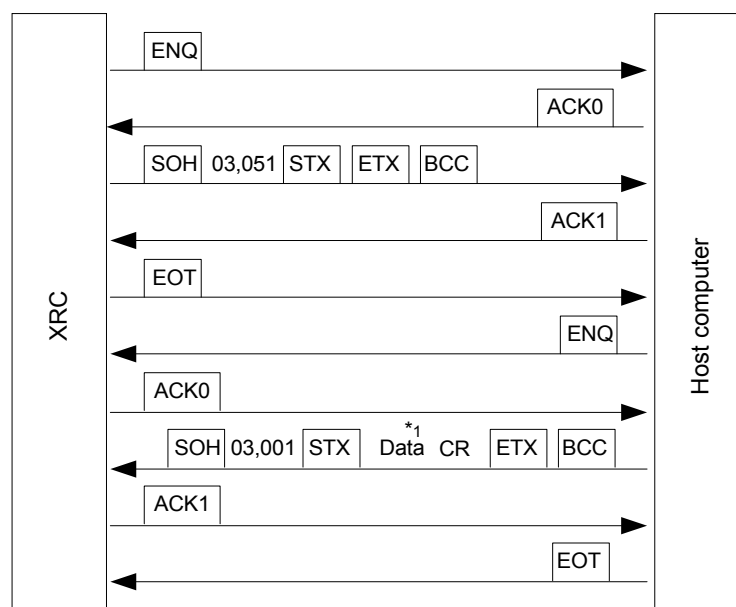 ENQ
ACK0
SOH 03,051 STX ETX BCC
ACK1
EOT
ENQ
ACK0
SOH 03,001 STX Data *1 CR ETX BCC
ACK1
EOT
XRC
Host computer